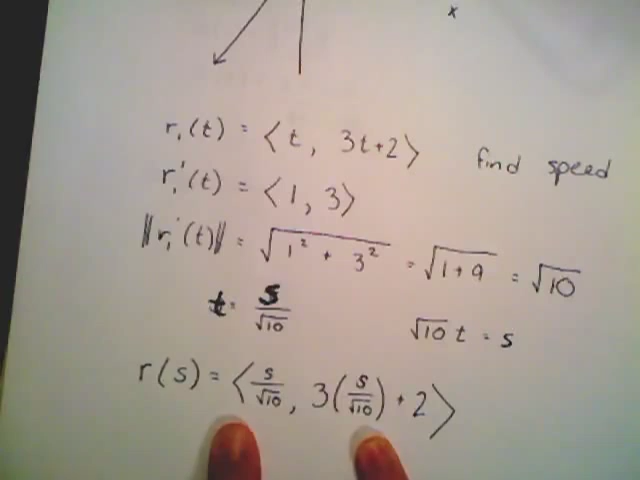 x
r₁(t) = ⟨t, 3t+2⟩ find speed
r₁'(t) = ⟨1, 3⟩
‖r₁'(t)‖ = √(1² + 3²) = √(1+9) = √10
t = s/√10 √10 t = s
r(s) = ⟨s/√10, 3(s/√10) + 2⟩